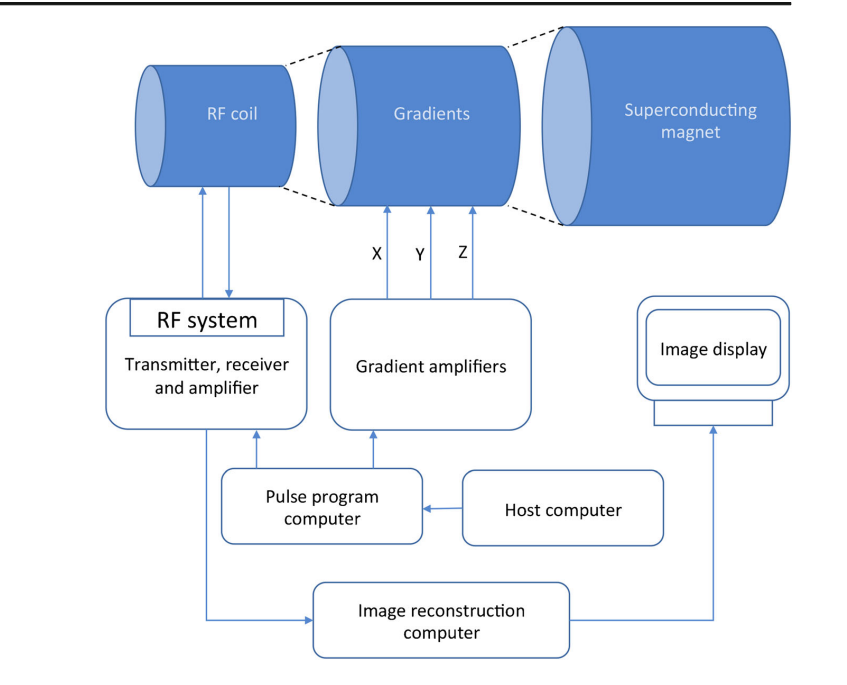 RF coil
Gradients
Superconducting
magnet
X
Y
Z
RF system
Transmitter, receiver
and amplifier
Gradient amplifiers
Image display
Pulse program
computer
Host computer
Image reconstruction
computer